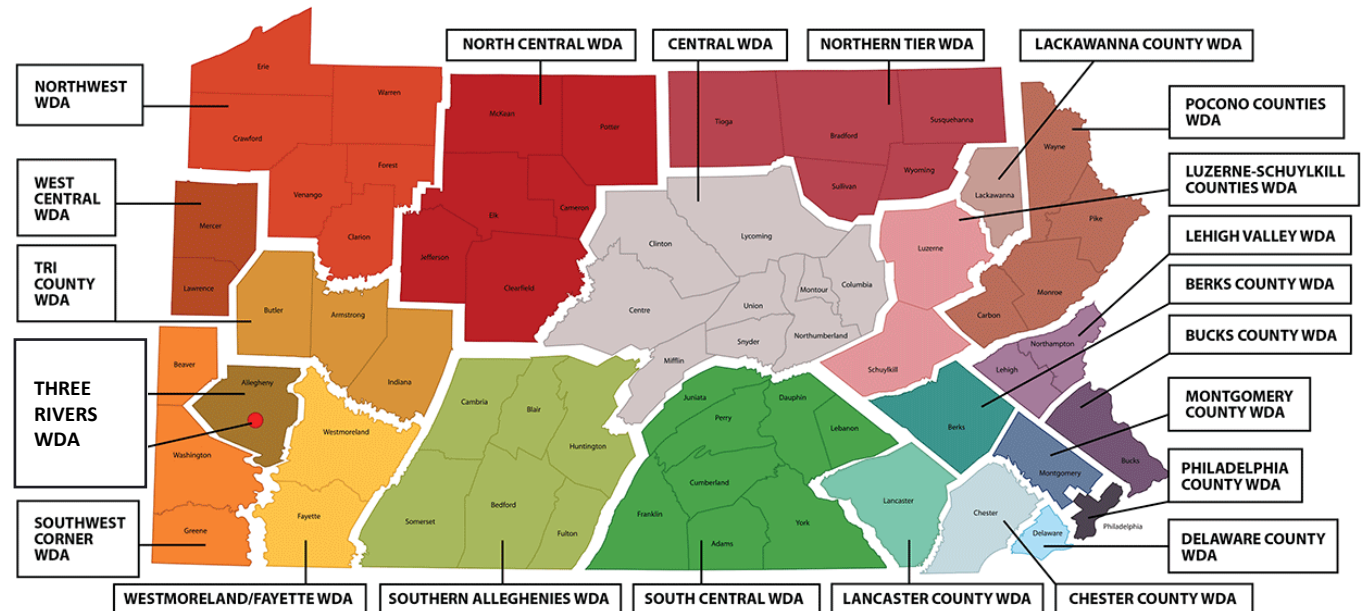 NORTH CENTRAL WDA
CENTRAL WDA
NORTHERN TIER WDA
LACKAWANNA COUNTY WDA
NORTHWEST
WDA
POCONO COUNTIES
WDA
WEST
CENTRAL
WDA
LUZERNE-SCHUYLKILL
COUNTIES WDA
TRI
COUNTY
WDA
LEHIGH VALLEY WDA
BERKS COUNTY WDA
BUCKS COUNTY WDA
THREE
RIVERS
WDA
MONTGOMERY
COUNTY WDA
PHILADELPHIA
COUNTY WDA
SOUTHWEST
CORNER
WDA
DELAWARE COUNTY
WDA
WESTMORELAND/FAYETTE WDA
SOUTHERN ALLEGHENIES WDA
SOUTH CENTRAL WDA
LANCASTER COUNTY WDA
CHESTER COUNTY WDA
Erie
Warren
Crawford
Forest
Venango
Clarion
Mercer
Lawrence
McKean
Potter
Elk
Cameron
Jefferson
Clearfield
Tioga
Bradford
Susquehanna
Sullivan
Wyoming
Lackawanna
Wayne
Pike
Monroe
Carbon
Luzerne
Schuylkill
Clinton
Lycoming
Centre
Union
Montour
Columbia
Snyder
Northumberland
Mifflin
Butler
Armstrong
Indiana
Beaver
Allegheny
Washington
Greene
Westmoreland
Fayette
Cambria
Blair
Huntington
Somerset
Bedford
Fulton
Juniata
Perry
Dauphin
Lebanon
Cumberland
Franklin
Adams
York
Lancaster
Berks
Northampton
Lehigh
Montgomery
Bucks
Chester
Delaware
Philadelphia